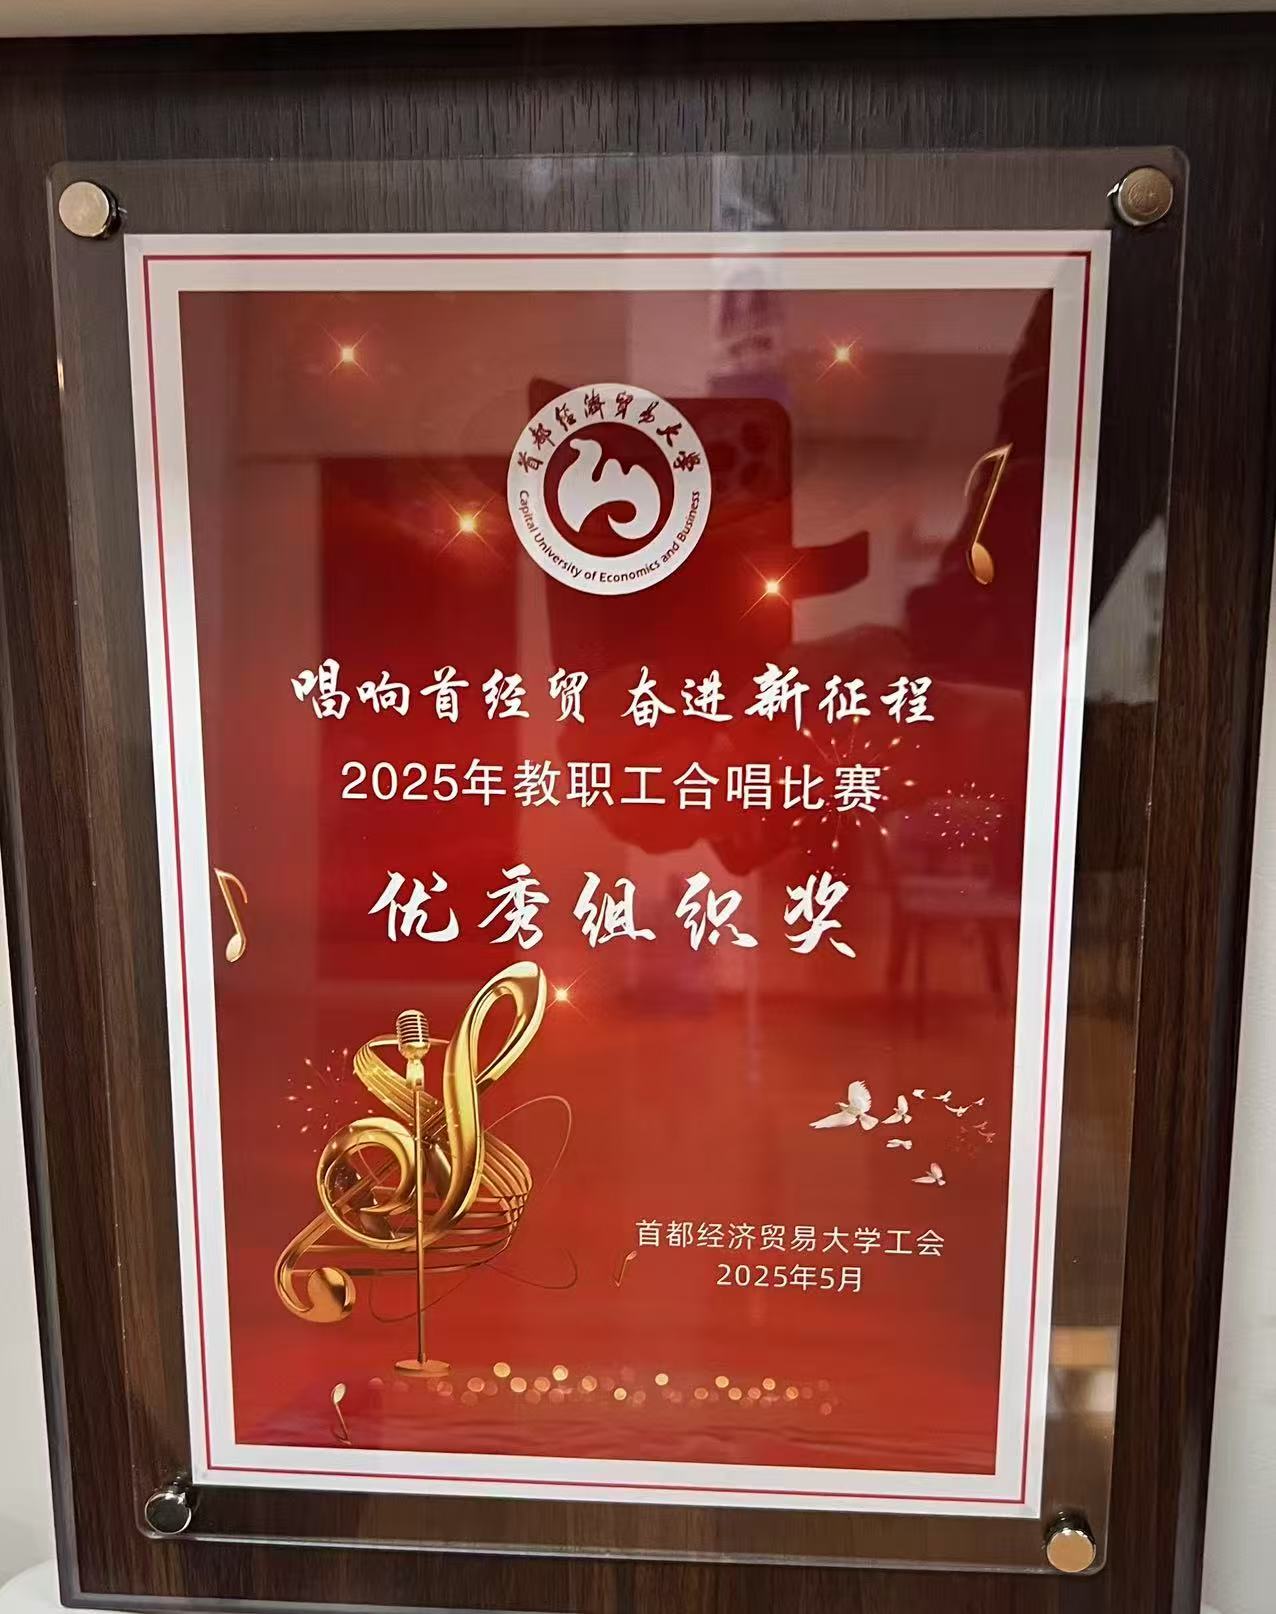 首都经济贸易大学
Capital University of Economics and Business
唱响首经贸 奋进新征程
2025年教职工合唱比赛
优秀组织奖
首都经济贸易大学工会
2025年5月